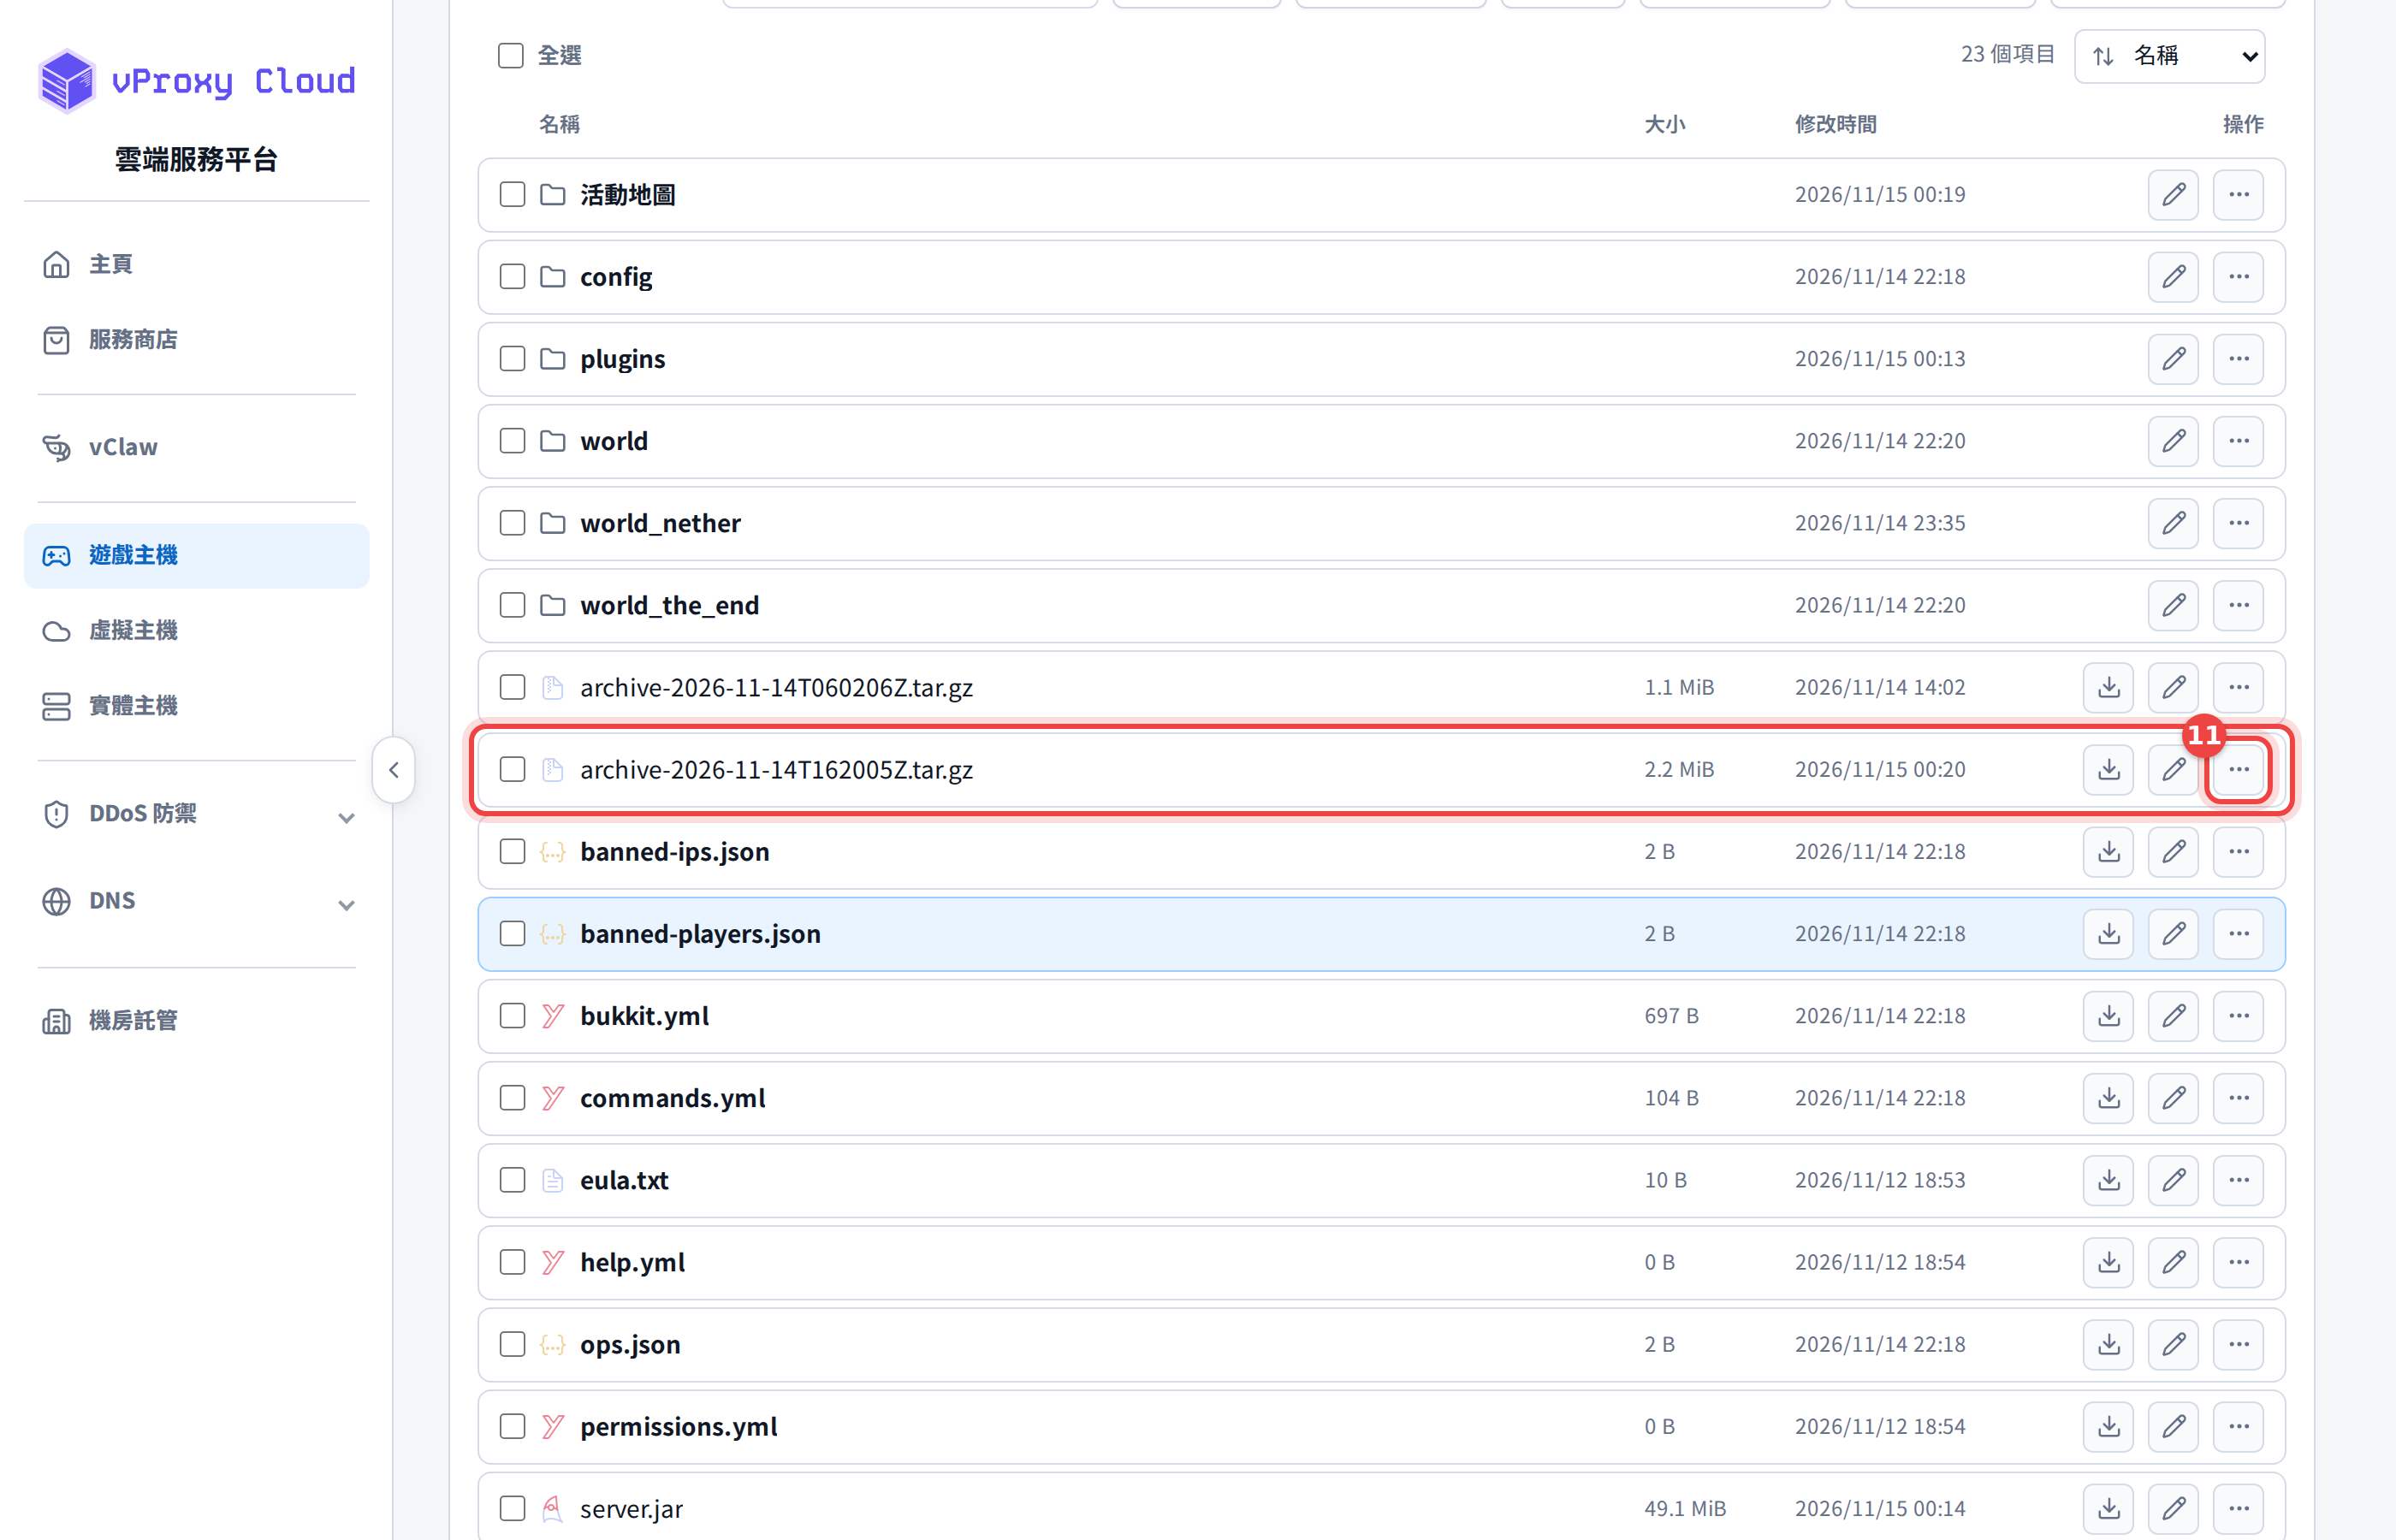 vProxy Cloud
雲端服務平台
主頁
服務商店
vClaw
遊戲主機
虛擬主機
實體主機
DDoS 防禦
DNS
機房託管
全選
23 個項目
名稱
名稱 大小 修改時間 操作
活動地圖 2026/11/15 00:19
config 2026/11/14 22:18
plugins 2026/11/15 00:13
world 2026/11/14 22:20
world_nether 2026/11/14 23:35
world_the_end 2026/11/14 22:20
archive-2026-11-14T060206Z.tar.gz 1.1 MiB 2026/11/14 14:02
11
archive-2026-11-14T162005Z.tar.gz 2.2 MiB 2026/11/15 00:20
banned-ips.json 2 B 2026/11/14 22:18
banned-players.json 2 B 2026/11/14 22:18
bukkit.yml 697 B 2026/11/14 22:18
commands.yml 104 B 2026/11/14 22:18
eula.txt 10 B 2026/11/12 18:53
help.yml 0 B 2026/11/12 18:54
ops.json 2 B 2026/11/14 22:18
permissions.yml 0 B 2026/11/12 18:54
server.jar 49.1 MiB 2026/11/15 00:14